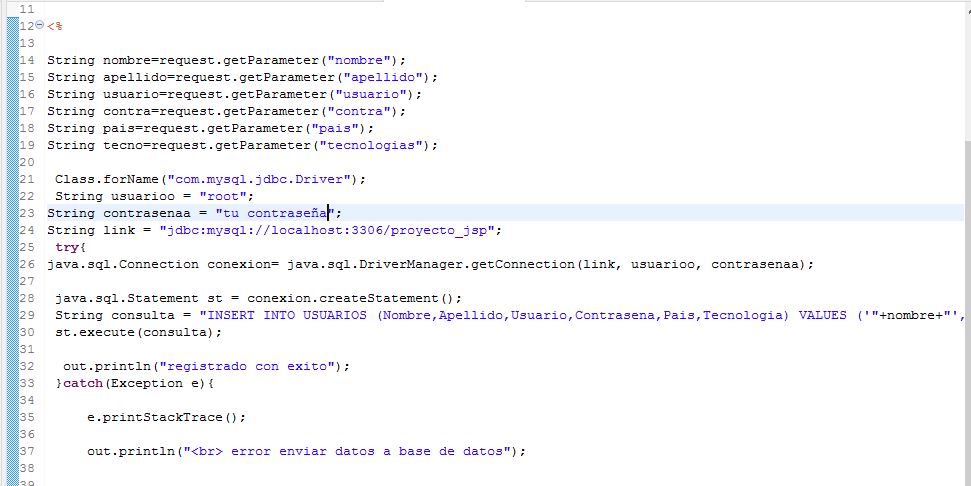 11
12 <%
13
14 String nombre=request.getParameter("nombre");
15 String apellido=request.getParameter("apellido");
16 String usuario=request.getParameter("usuario");
17 String contra=request.getParameter("contra");
18 String pais=request.getParameter("pais");
19 String tecno=request.getParameter("tecnologias");
20
21 Class.forName("com.mysql.jdbc.Driver");
22 String usuarioo = "root";
23 String contrasenaa = "tu contraseña";
24 String link = "jdbc:mysql://localhost:3306/proyecto_jsp";
25 try{
26 java.sql.Connection conexion= java.sql.DriverManager.getConnection(link, usuarioo, contrasenaa);
27
28 java.sql.Statement st = conexion.createStatement();
29 String consulta = "INSERT INTO USUARIOS (Nombre,Apellido,Usuario,Contrasena,Pais,Tecnologia) VALUES ('"+nombre+"',
30 st.execute(consulta);
31
32 out.println("registrado con exito");
33 }catch(Exception e){
34
35 e.printStackTrace();
36
37 out.println("<br> error enviar datos a base de datos");
38
39